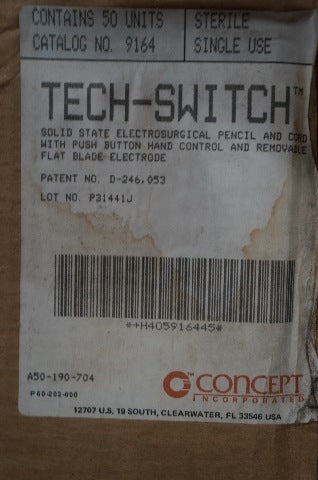 CONTAINS 50 UNITS
CATALOG NO. 9164
STERILE
SINGLE USE
TECH-SWITCH™
SOLID STATE ELECTROSURGICAL PENCIL AND CORD
WITH PUSH BUTTON HAND CONTROL AND REMOVABLE
FLAT BLADE ELECTRODE
PATENT NO. D-246,053
LOT NO. P31441J
*+H405916445*
A50-190-704
P60-202-000
CONCEPT
INCORPORATED
12707 U.S. 19 SOUTH, CLEARWATER, FL 33546 USA